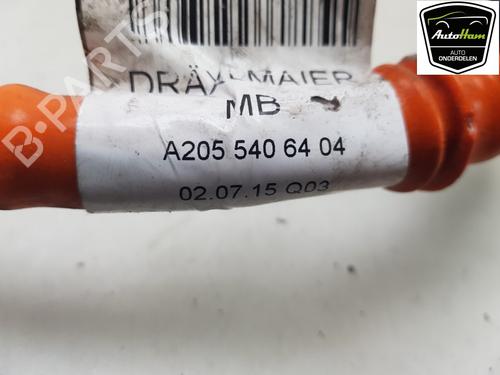 DRÄXLMAIER
MB
A205 540 64 04
02.07.15 Q03
B-PARTS
AutoHam
AUTO
ONDERDELEN